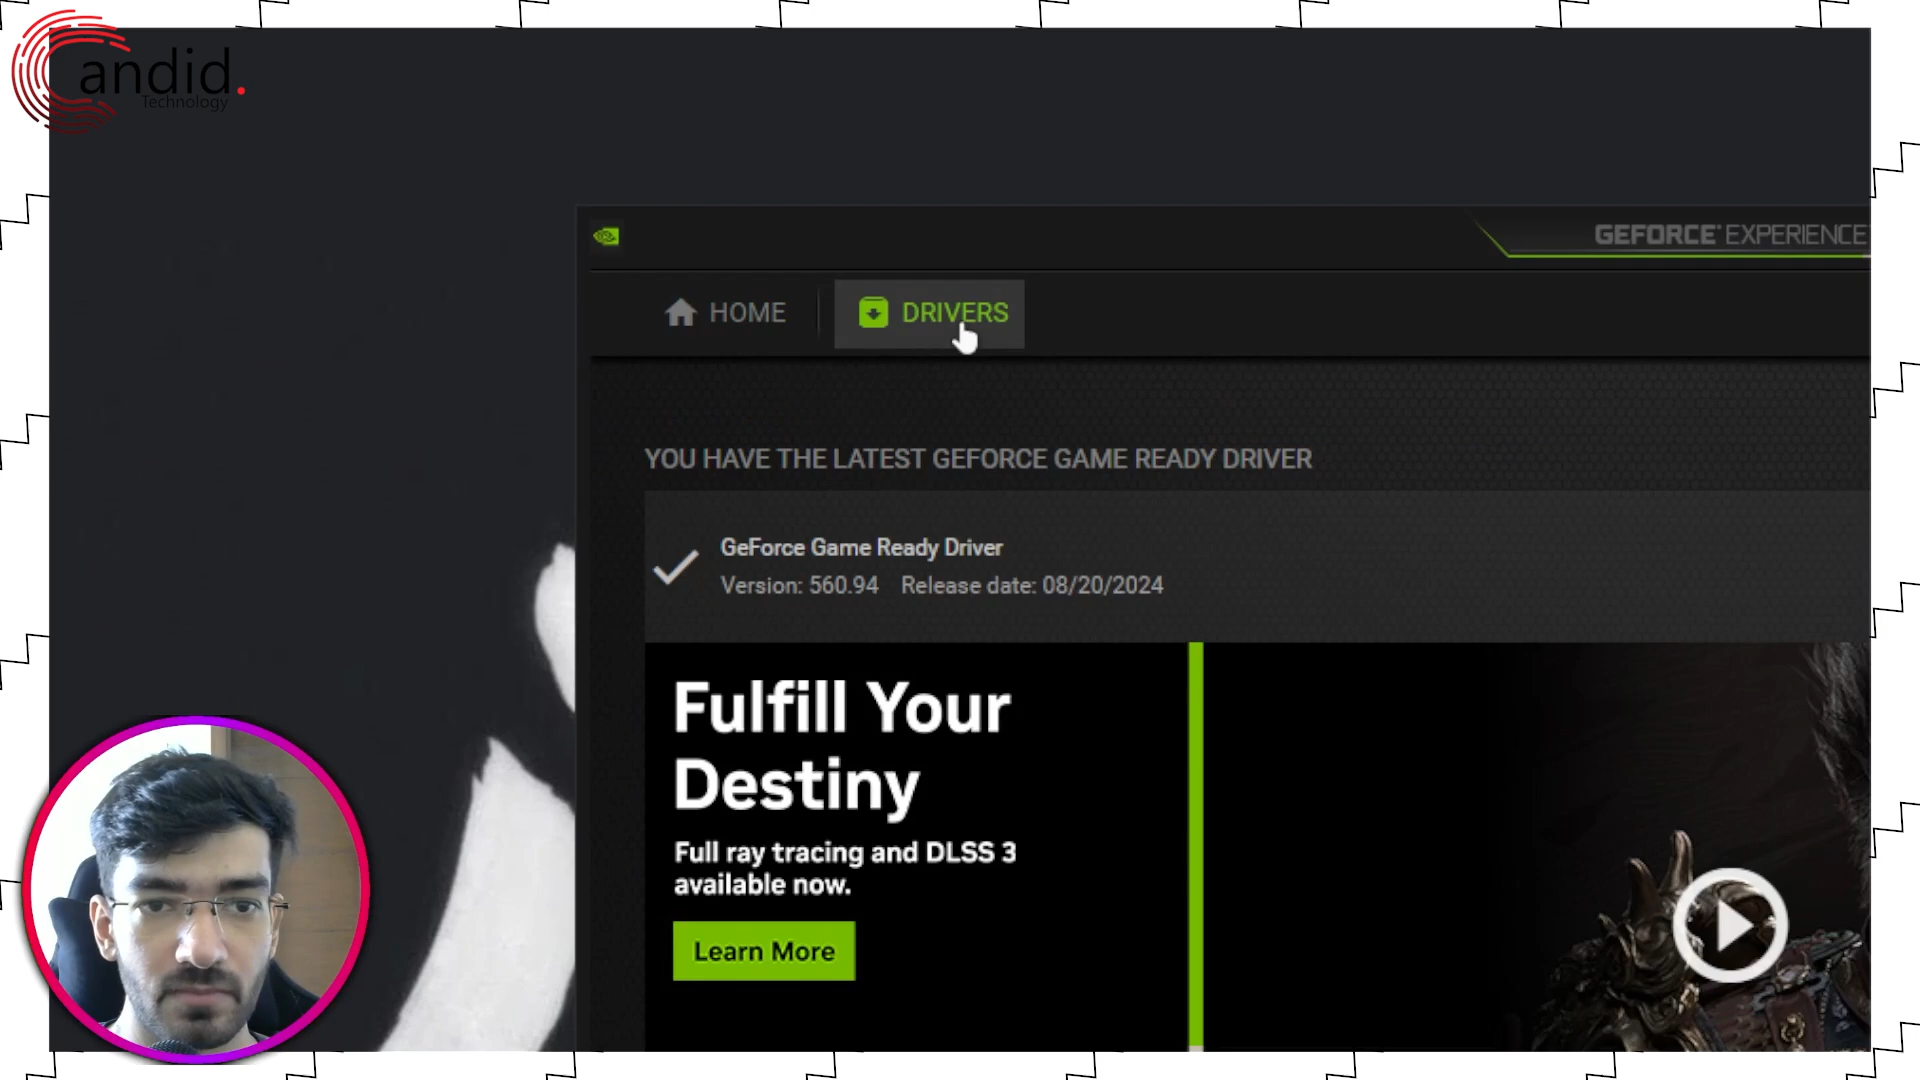 andid.
Technology
GEFORCE EXPERIENCE
HOME
DRIVERS
YOU HAVE THE LATEST GEFORCE GAME READY DRIVER
GeForce Game Ready Driver
Version: 560.94 Release date: 08/20/2024
Fulfill Your
Destiny
Full ray tracing and DLSS 3
available now.
Learn More